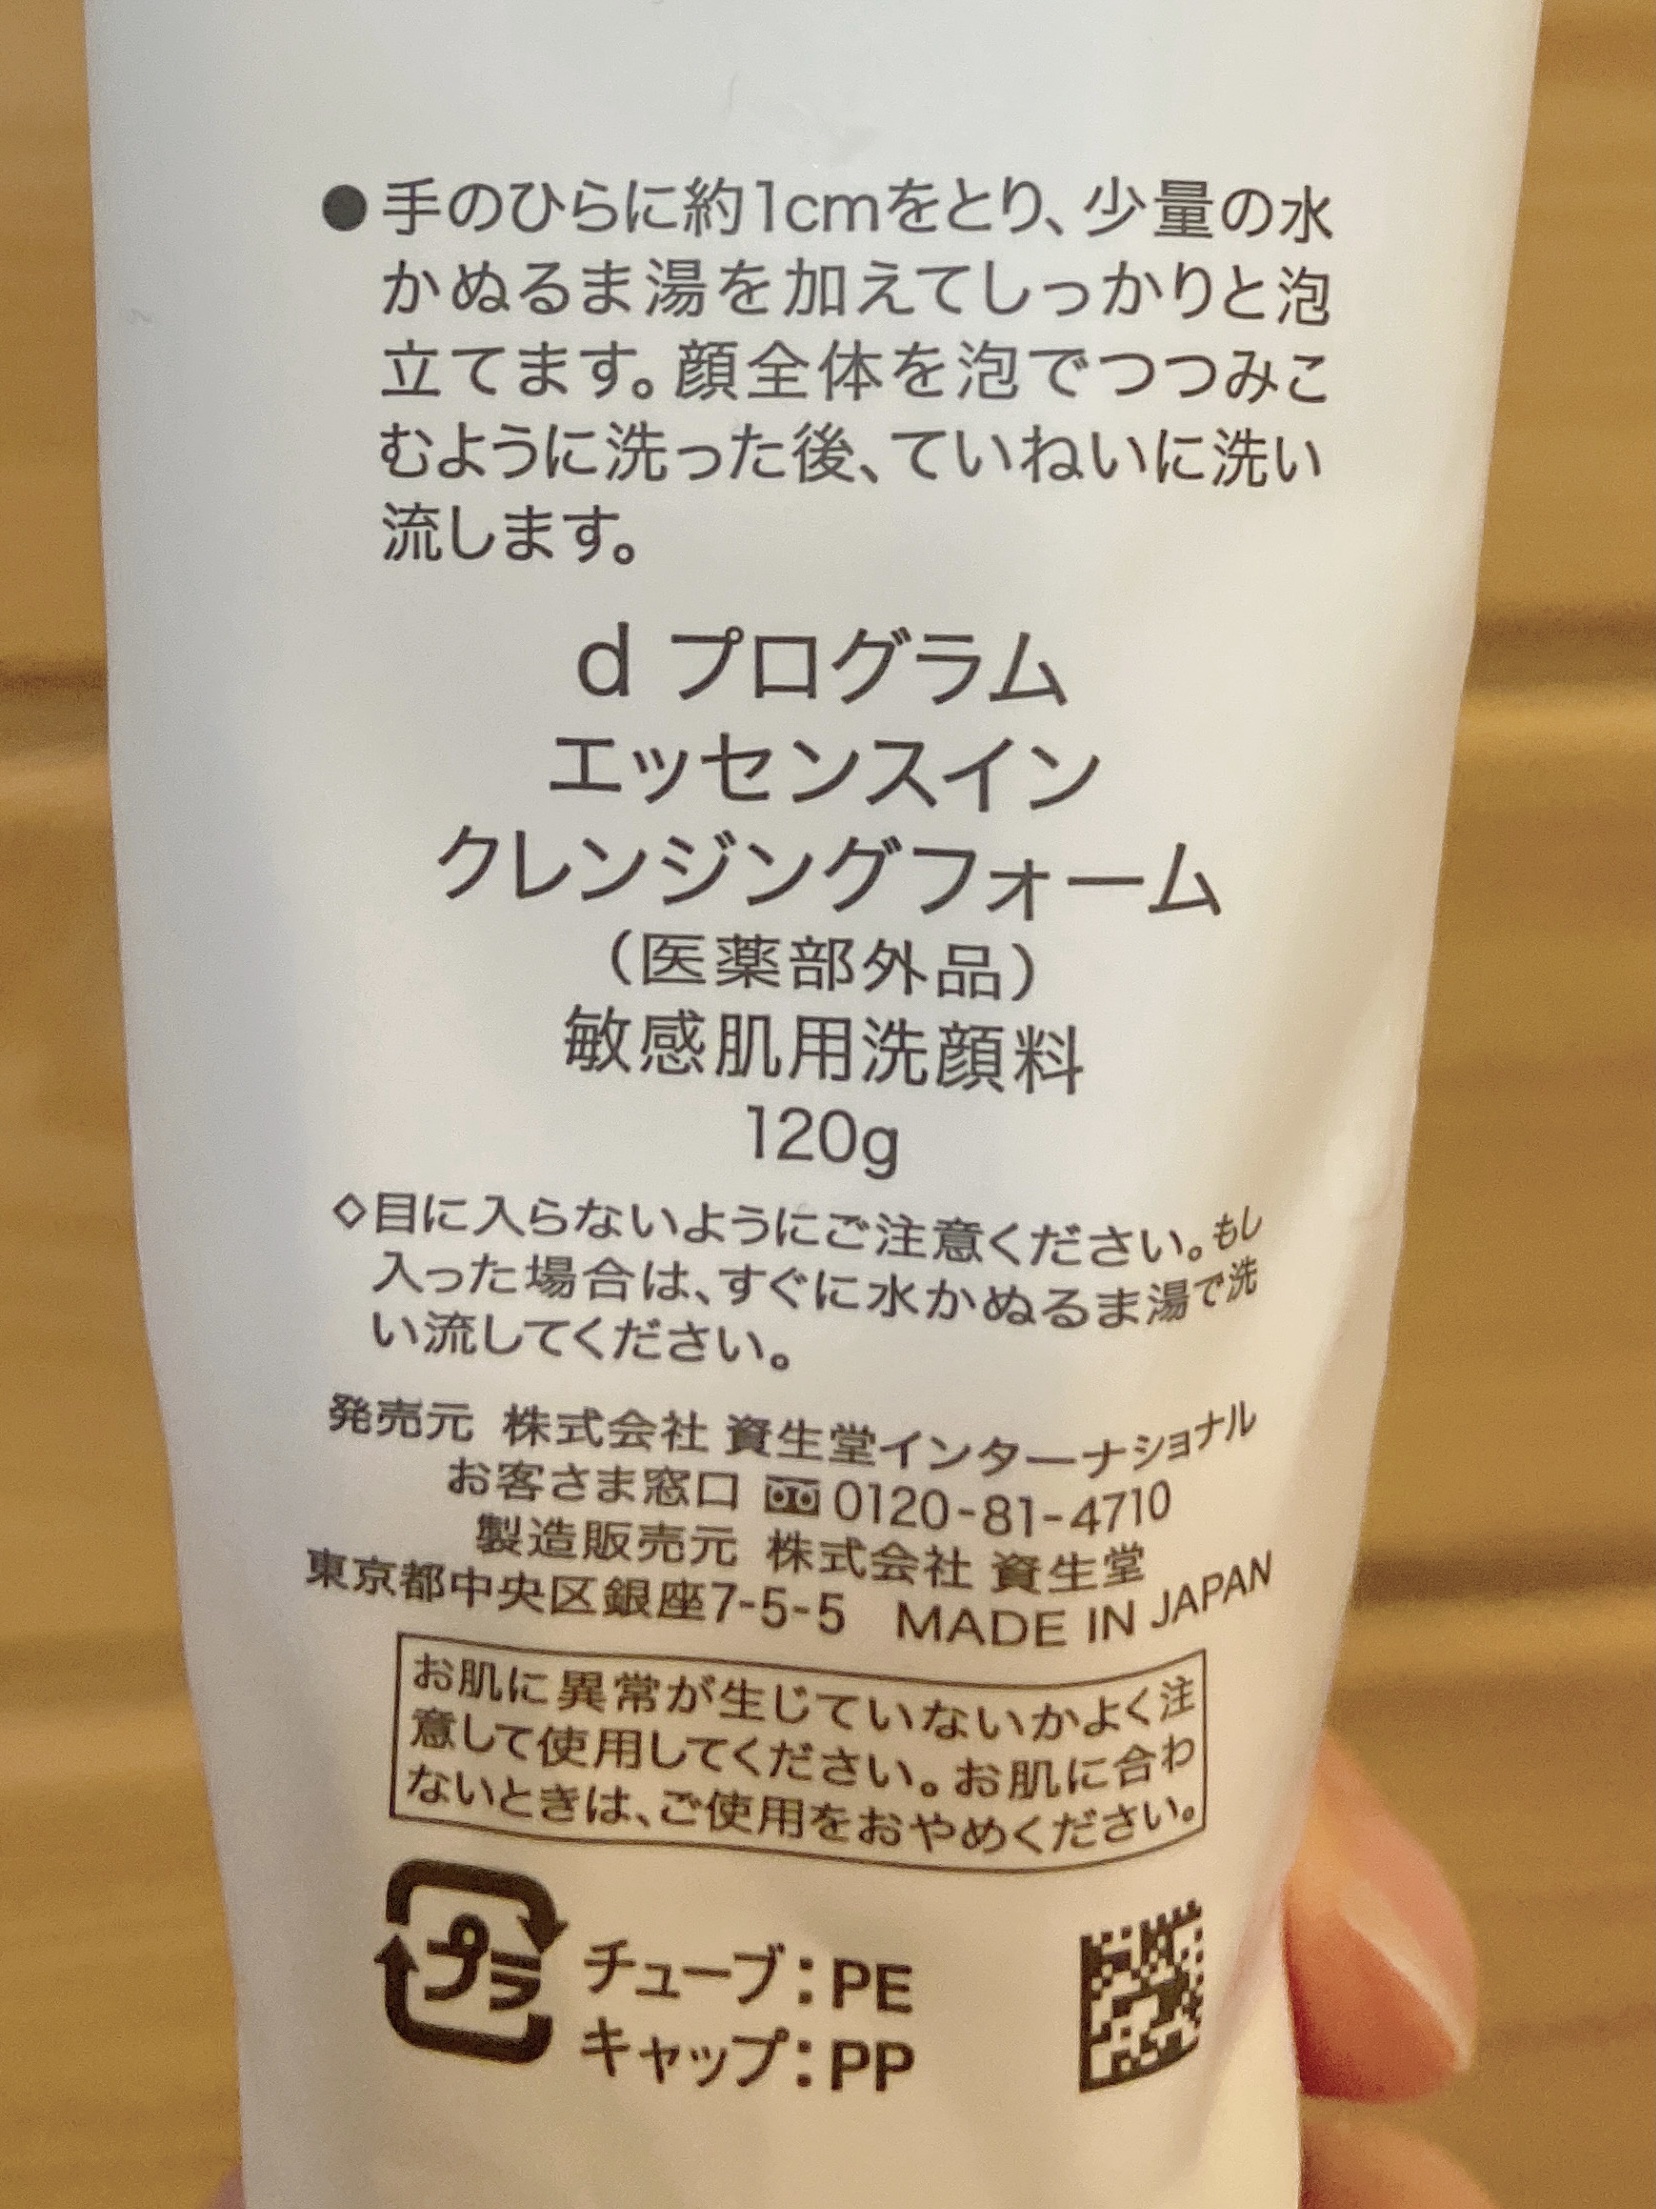 ●手のひらに約1cmをとり、少量の水
かぬるま湯を加えてしっかりと泡
立てます。顔全体を泡でつつみこ
むように洗った後、ていねいに洗い
流します。
d プログラム
エッセンスイン
クレンジングフォーム
（医薬部外品）
敏感肌用洗顔料
120g
◇目に入らないようにご注意ください。もし
入った場合は、すぐに水かぬるま湯で洗
い流してください。
発売元 株式会社 資生堂インターナショナル
お客さま窓口 0120-81-4710
製造販売元 株式会社 資生堂
東京都中央区銀座7-5-5 MADE IN JAPAN
お肌に異常が生じていないかよく注
意して使用してください。お肌に合わ
ないときは、ご使用をおやめください。
プラ
チューブ：PE
キャップ：PP